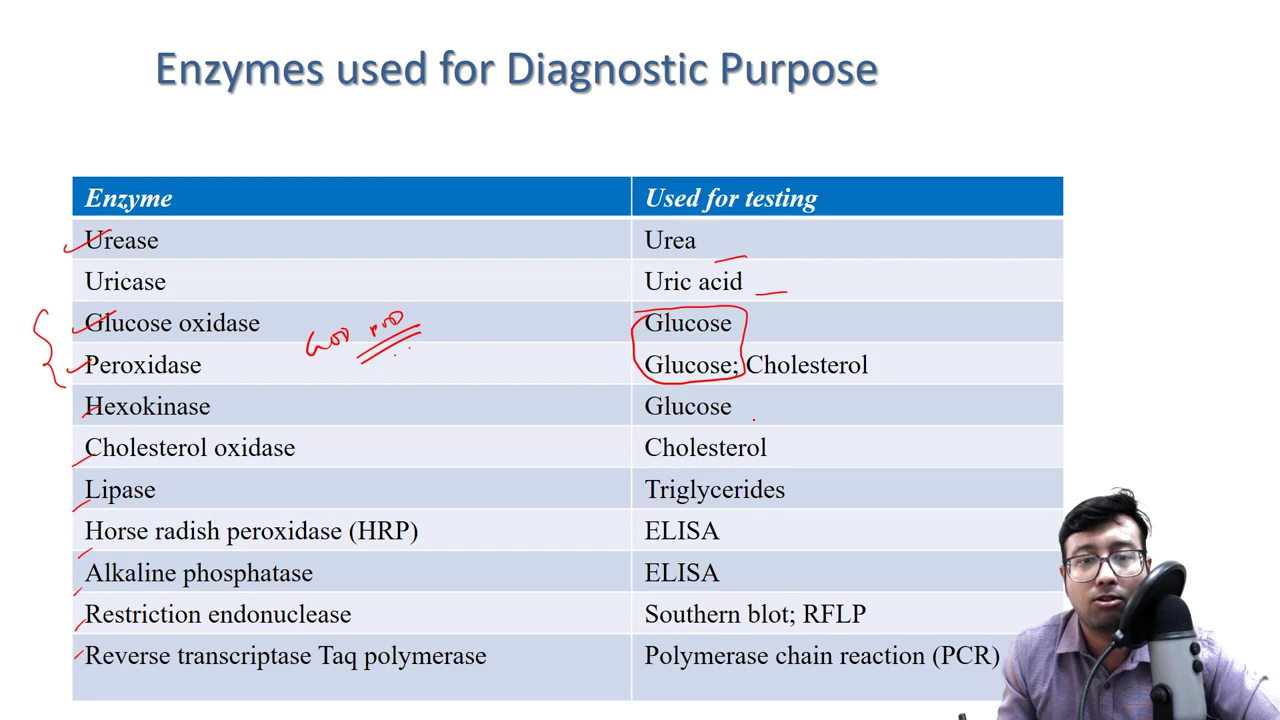 Enzymes used for Diagnostic Purpose
Enzyme Used for testing
Urease Urea
Uricase Uric acid
Glucose oxidase Glucose
Peroxidase Glucose; Cholesterol
Hexokinase Glucose
Cholesterol oxidase Cholesterol
Lipase Triglycerides
Horse radish peroxidase (HRP) ELISA
Alkaline phosphatase ELISA
Restriction endonuclease Southern blot; RFLP
Reverse transcriptase Taq polymerase Polymerase chain reaction (PCR)